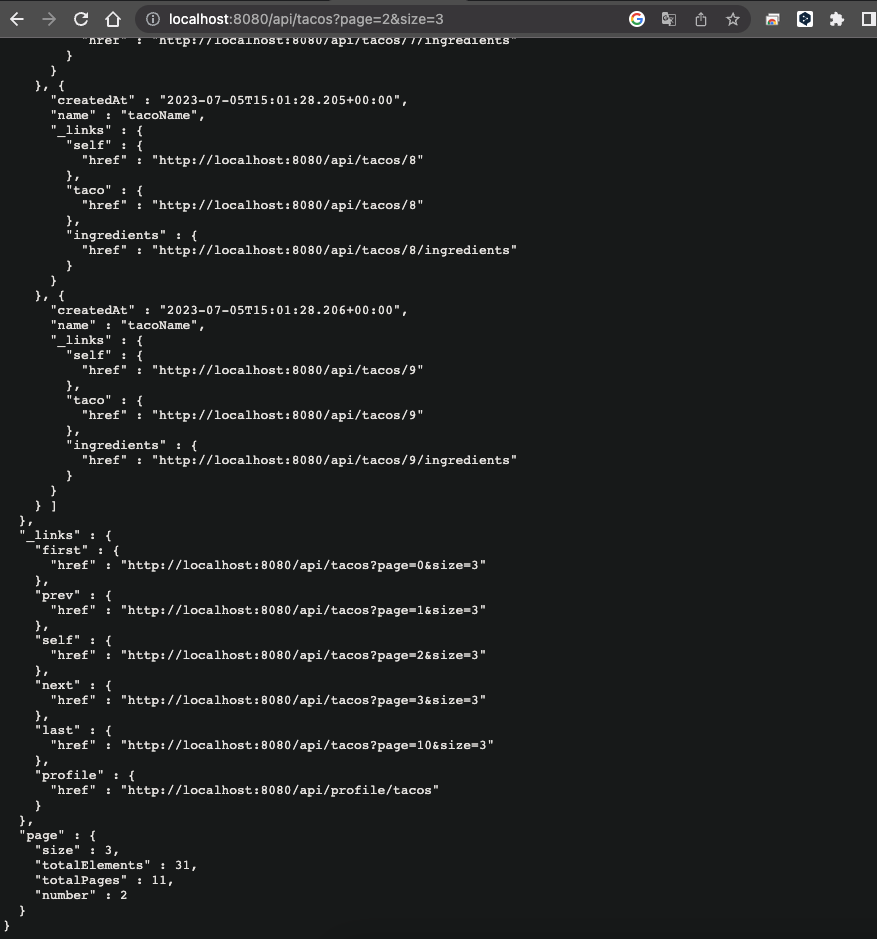 localhost:8080/api/tacos?page=2&size=3
"href" : "http://localhost:8080/api/tacos/7/ingredients"
}
}
}, {
"createdAt" : "2023-07-05T15:01:28.205+00:00",
"name" : "tacoName",
"_links" : {
"self" : {
"href" : "http://localhost:8080/api/tacos/8"
},
"taco" : {
"href" : "http://localhost:8080/api/tacos/8"
},
"ingredients" : {
"href" : "http://localhost:8080/api/tacos/8/ingredients"
}
}
}, {
"createdAt" : "2023-07-05T15:01:28.206+00:00",
"name" : "tacoName",
"_links" : {
"self" : {
"href" : "http://localhost:8080/api/tacos/9"
},
"taco" : {
"href" : "http://localhost:8080/api/tacos/9"
},
"ingredients" : {
"href" : "http://localhost:8080/api/tacos/9/ingredients"
}
}
} ]
},
"_links" : {
"first" : {
"href" : "http://localhost:8080/api/tacos?page=0&size=3"
},
"prev" : {
"href" : "http://localhost:8080/api/tacos?page=1&size=3"
},
"self" : {
"href" : "http://localhost:8080/api/tacos?page=2&size=3"
},
"next" : {
"href" : "http://localhost:8080/api/tacos?page=3&size=3"
},
"last" : {
"href" : "http://localhost:8080/api/tacos?page=10&size=3"
},
"profile" : {
"href" : "http://localhost:8080/api/profile/tacos"
}
},
"page" : {
"size" : 3,
"totalElements" : 31,
"totalPages" : 11,
"number" : 2
}
}